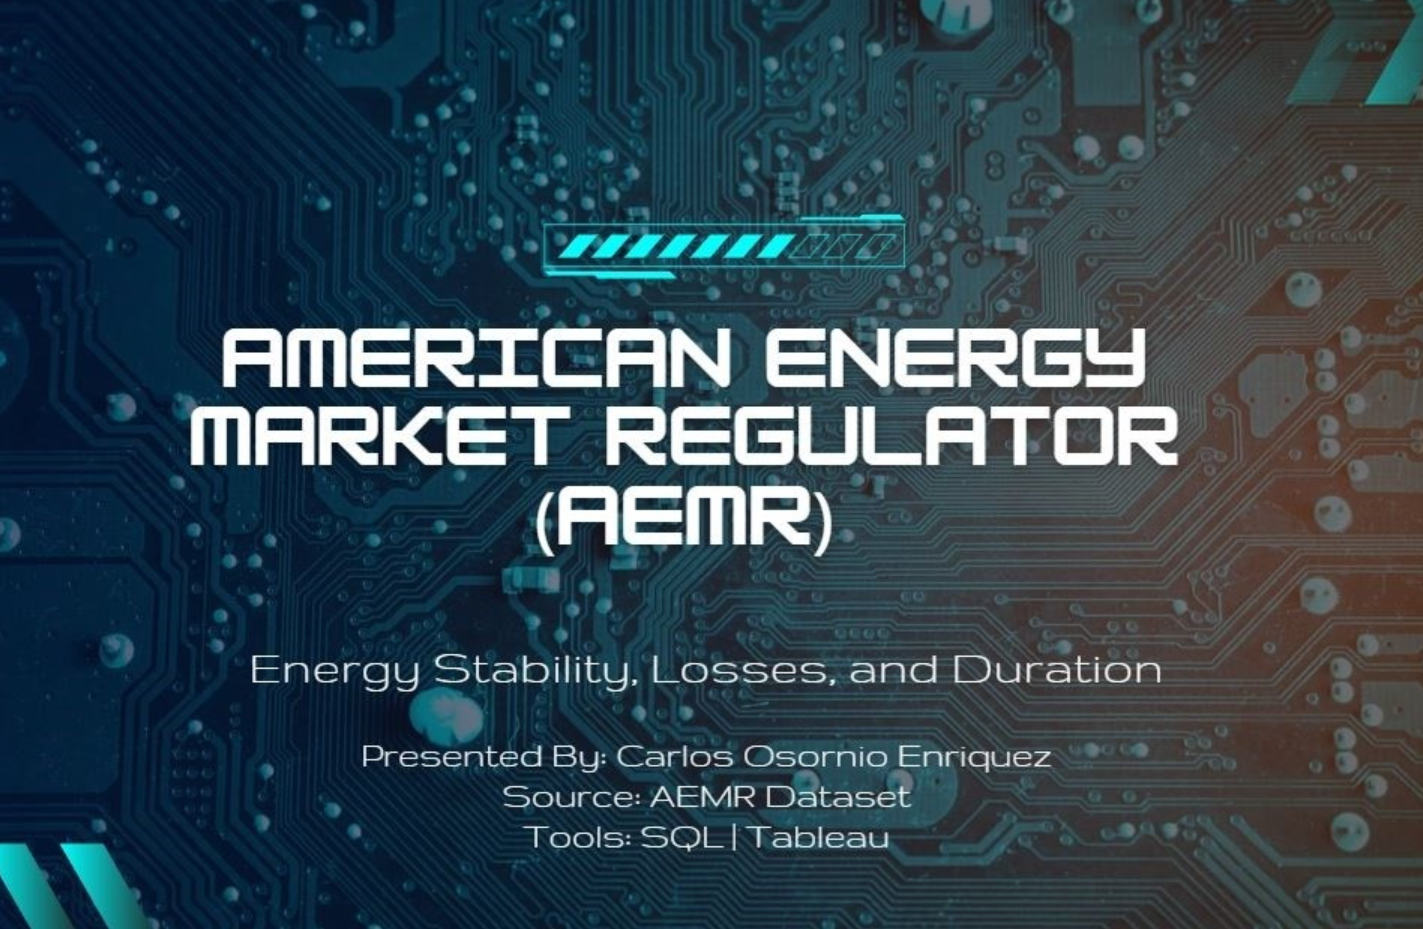 AMERICAN ENERGY
MARKET REGULATOR
(AEMR)
Energy Stability, Losses, and Duration
Presented By: Carlos Osornio Enriquez
Source: AEMR Dataset
Tools: SQL | Tableau